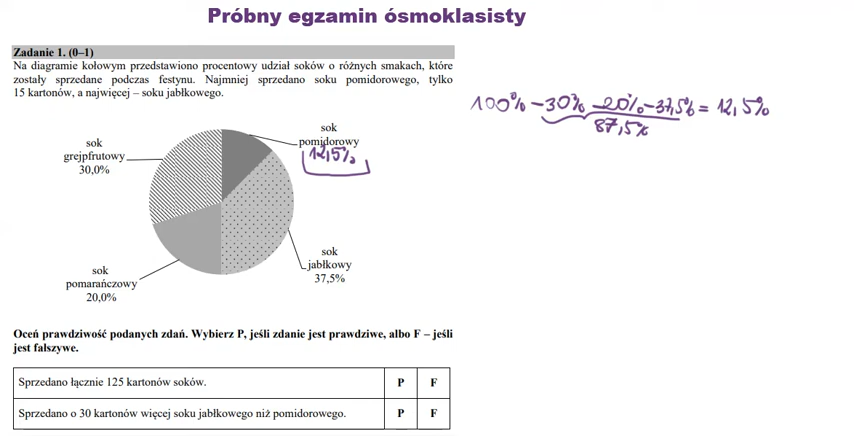 Próbny egzamin ósmoklasisty
Zadanie 1. (0–1)
Na diagramie kołowym przedstawiono procentowy udział soków o różnych smakach, które
zostały sprzedane podczas festynu. Najmniej sprzedano soku pomidorowego, tylko
15 kartonów, a najwięcej – soku jabłkowego.
100% – 30% – 20% – 37,5% = 12,5%
87,5%
sok
pomidorowy
12,5%
sok
grejpfrutowy
30,0%
sok
jabłkowy
37,5%
sok
pomarańczowy
20,0%
Oceń prawdziwość podanych zdań. Wybierz P, jeśli zdanie jest prawdziwe, albo F – jeśli
jest fałszywe.
Sprzedano łącznie 125 kartonów soków. P F
Sprzedano o 30 kartonów więcej soku jabłkowego niż pomidorowego. P F